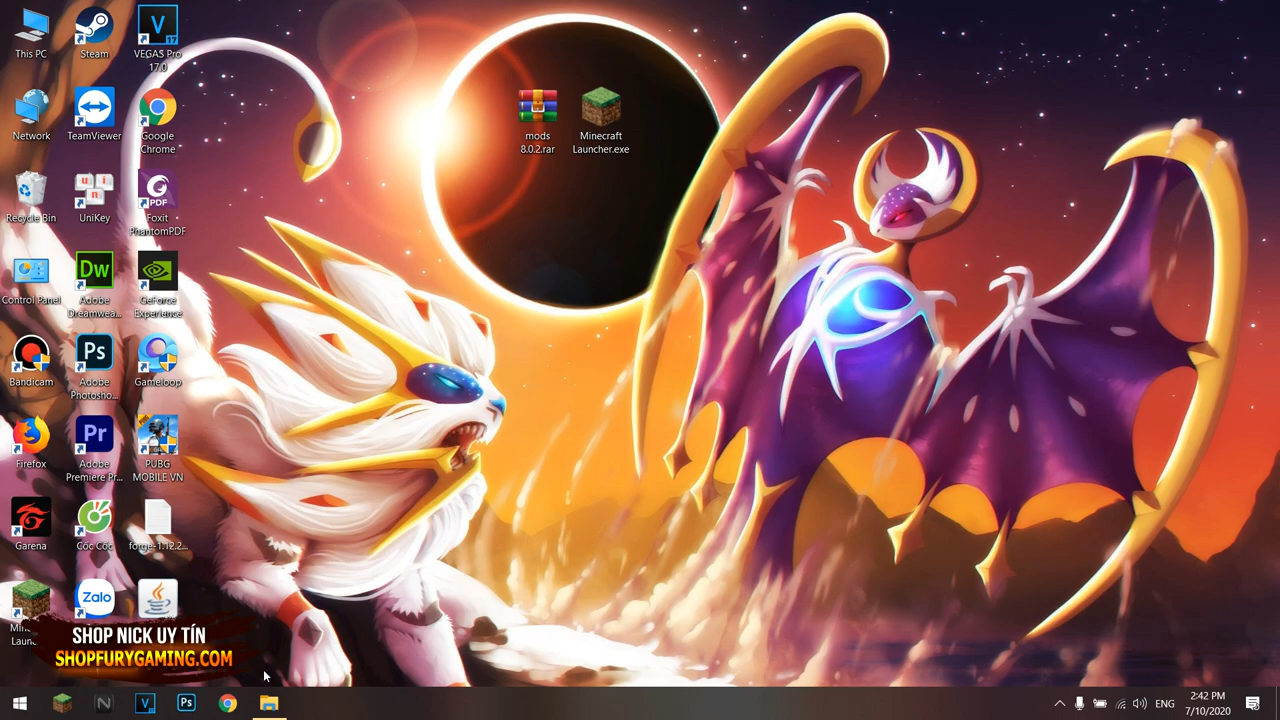 This PC
Steam
VEGAS Pro
17.0
Network
TeamViewer
Google
Chrome
mods
8.0.2.rar
Minecraft
Launcher.exe
Recycle Bin
UniKey
Foxit
PhantomPDF
Control Panel
Adobe
Dreamwea...
GeForce
Experience
Bandicam
Adobe
Photosho...
Gameloop
Firefox
Adobe
Premiere Pr...
PUBG
MOBILE VN
Garena
Cốc Cốc
forge-1.12.2...
Zalo
SHOP NICK UY TÍN
SHOPFURYGAMING.COM
ENG
2:42 PM
7/10/2020